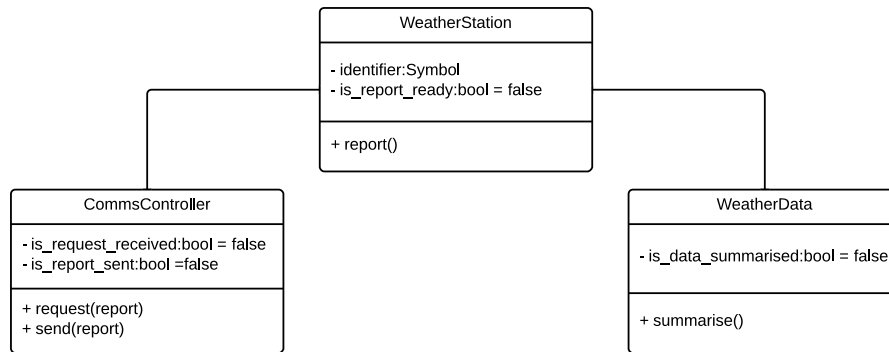 WeatherStation
- identifier:Symbol
- is_report_ready:bool = false
+ report()
CommsController
- is_request_received:bool = false
- is_report_sent:bool =false
+ request(report)
+ send(report)
WeatherData
- is_data_summarised:bool = false
+ summarise()